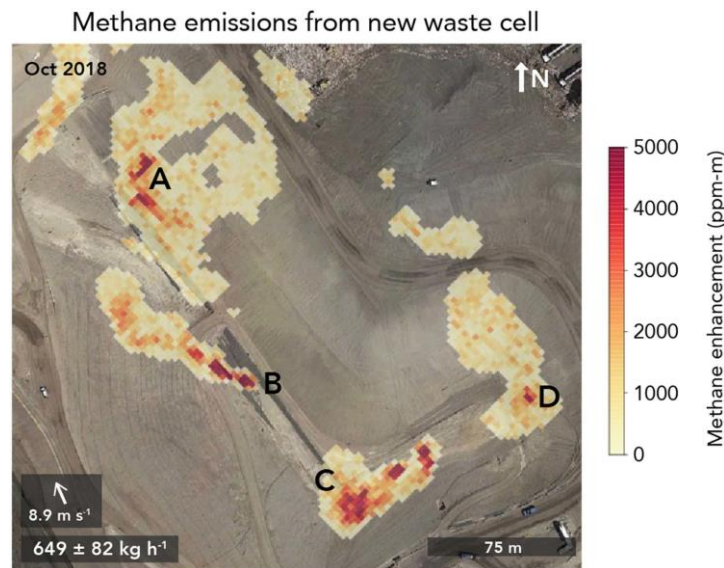 Methane emissions from new waste cell
Oct 2018
N
A
B
C
D
8.9 m s⁻¹
649 ± 82 kg h⁻¹
75 m
5000
4000
3000
2000
1000
0
Methane enhancement (ppm-m)